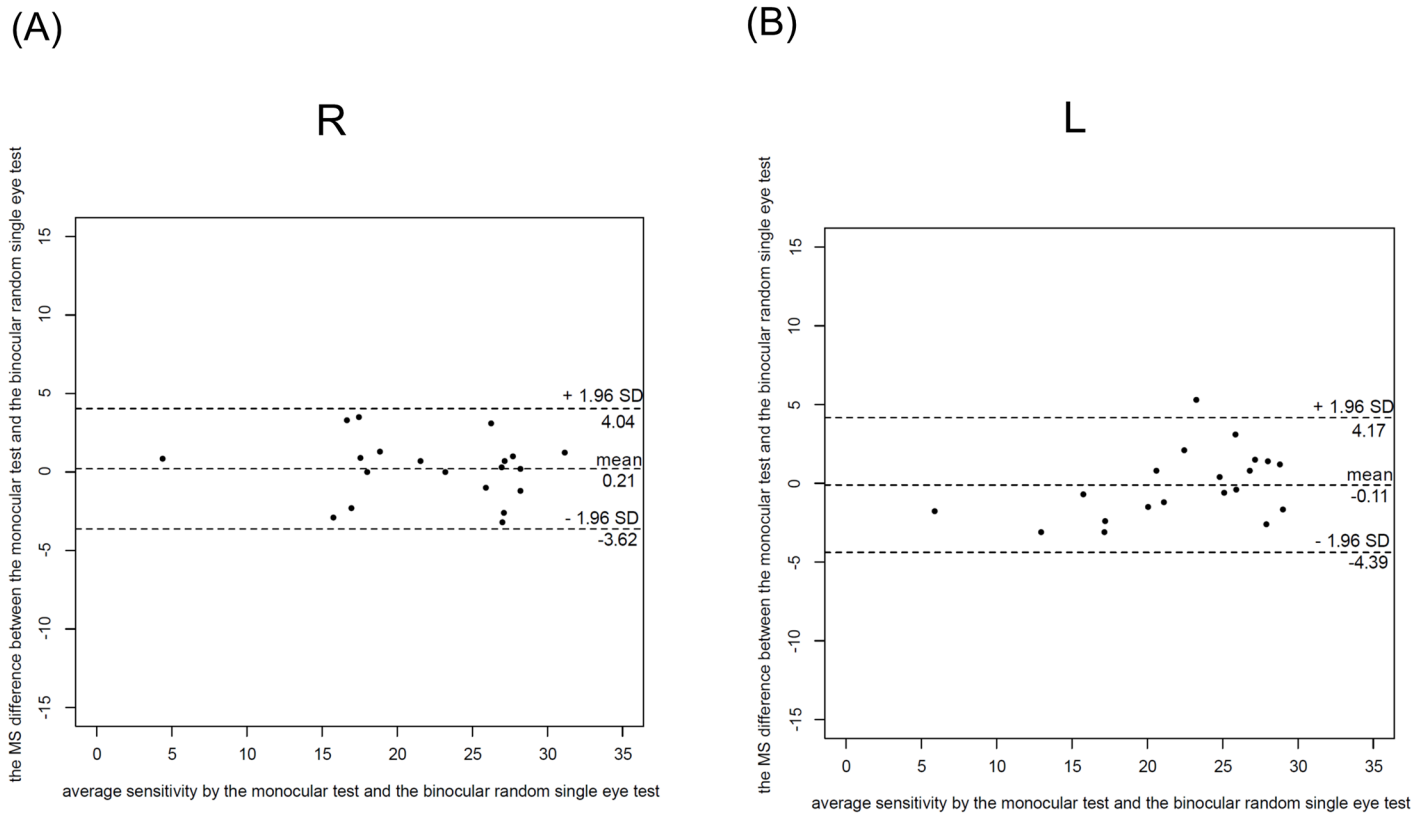 (A)
R
the MS difference between the monocular test and the binocular random single eye test
15
10
5
0
-5
-10
-15
+ 1.96 SD
4.04
mean
0.21
- 1.96 SD
-3.62
0 5 10 15 20 25 30 35
average sensitivity by the monocular test and the binocular random single eye test
(B)
L
the MS difference between the monocular test and the binocular random single eye test
15
10
5
0
-5
-10
-15
+ 1.96 SD
4.17
mean
-0.11
- 1.96 SD
-4.39
0 5 10 15 20 25 30 35
average sensitivity by the monocular test and the binocular random single eye test